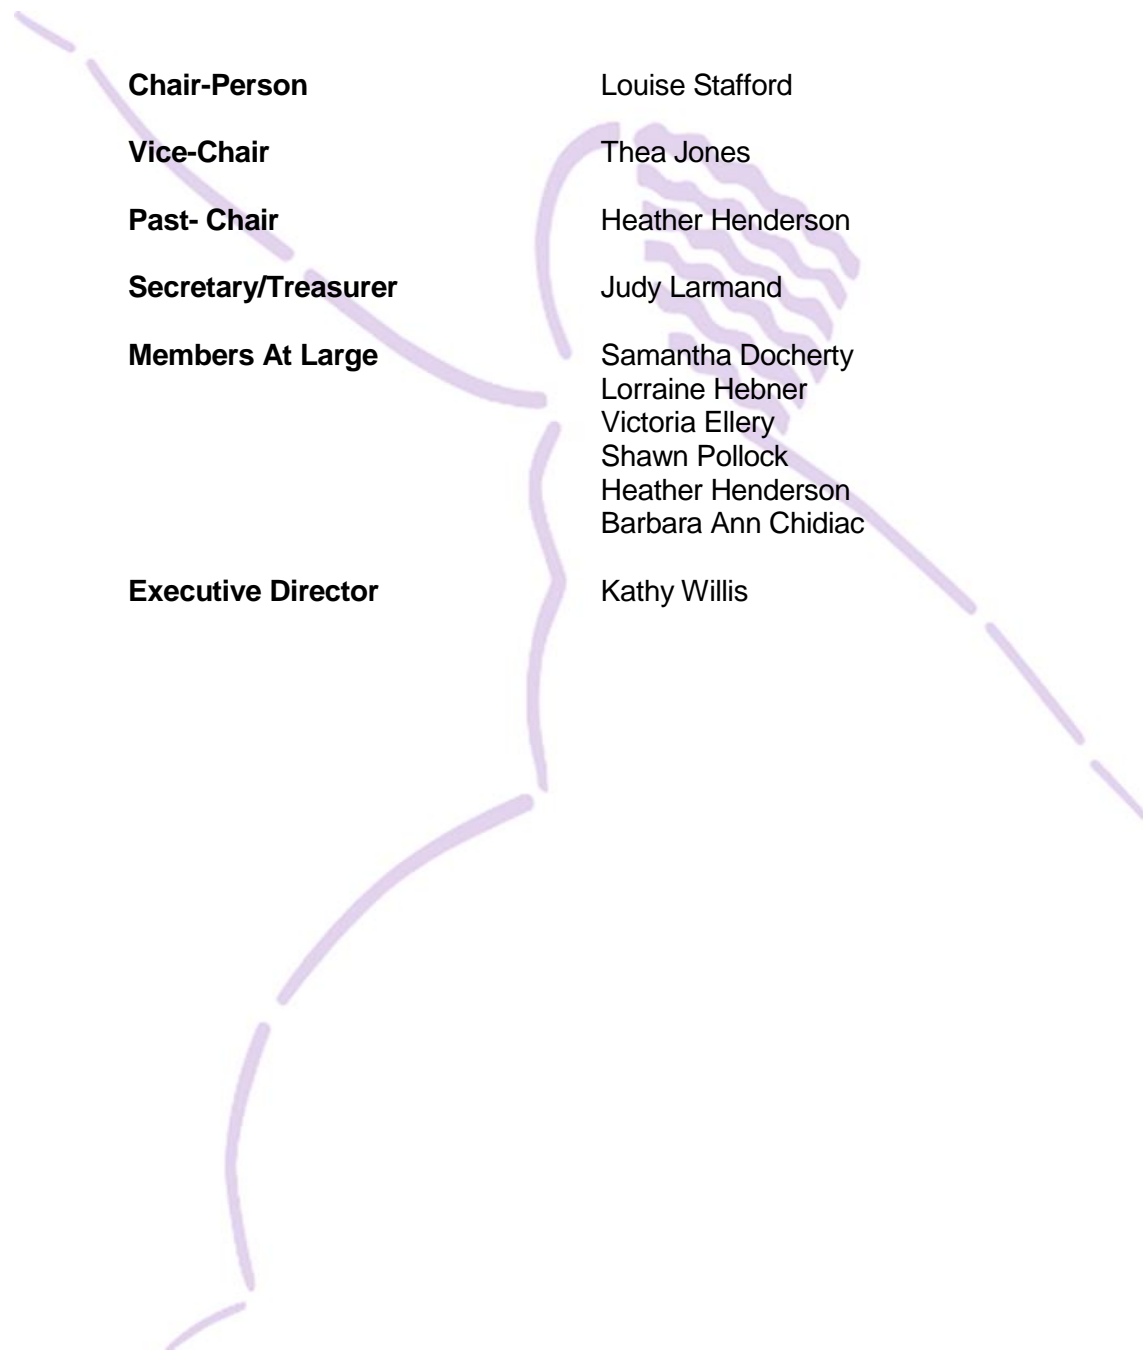 Chair-Person Louise Stafford
Vice-Chair Thea Jones
Past- Chair Heather Henderson
Secretary/Treasurer Judy Larmand
Members At Large Samantha Docherty
Lorraine Hebner
Victoria Ellery
Shawn Pollock
Heather Henderson
Barbara Ann Chidiac
Executive Director Kathy Willis